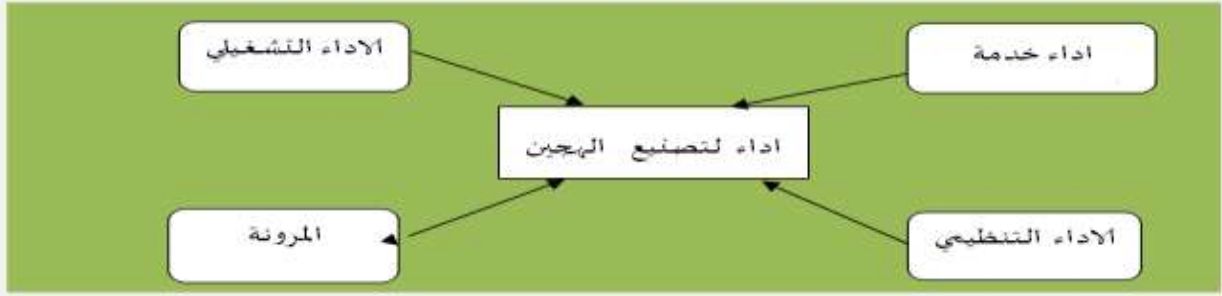 اداء خدمة
الاداء التشغيلي
اداء لتصنيع الهجين
الاداء التنظيمي
المرونة